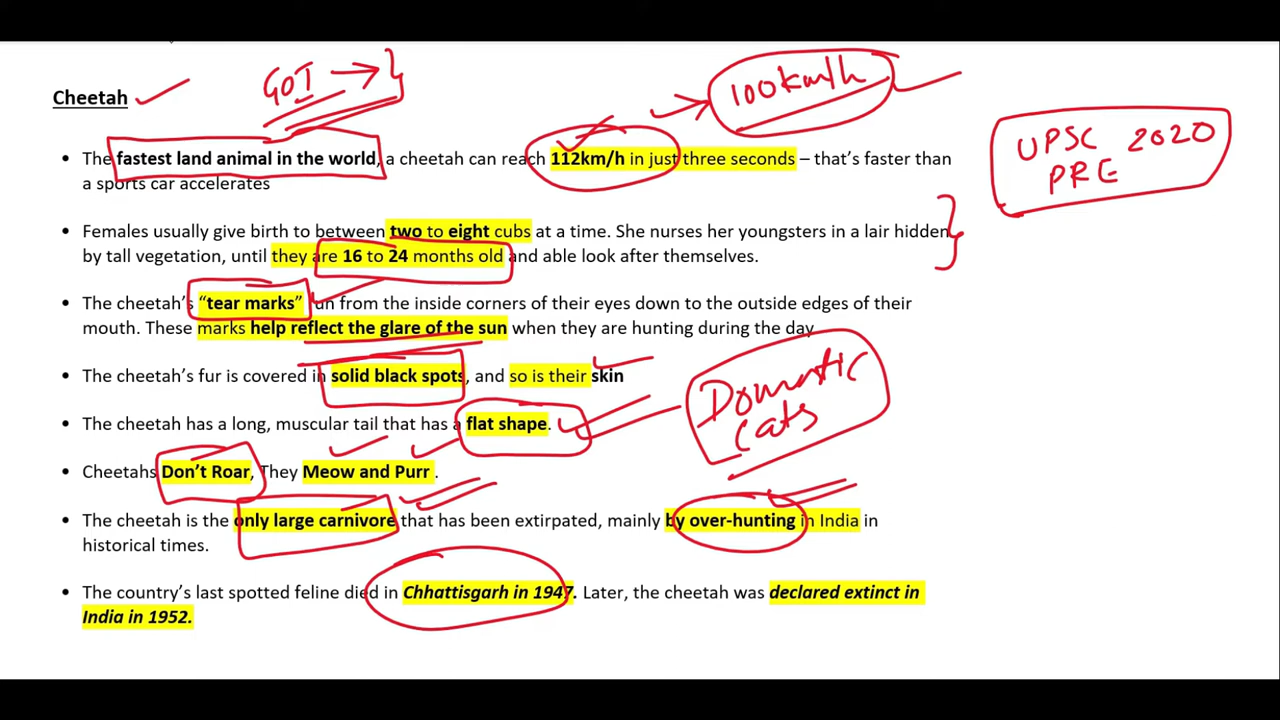 GOI →
100km/h
Cheetah
UPSC 2020
PRE
• The fastest land animal in the world, a cheetah can reach 112km/h in just three seconds – that's faster than
a sports car accelerates
• Females usually give birth to between two to eight cubs at a time. She nurses her youngsters in a lair hidden
by tall vegetation, until they are 16 to 24 months old and able look after themselves.
• The cheetah's “tear marks” run from the inside corners of their eyes down to the outside edges of their
mouth. These marks help reflect the glare of the sun when they are hunting during the day
• The cheetah's fur is covered in solid black spots, and so is their skin
Domatic
cats
• The cheetah has a long, muscular tail that has a flat shape.
• Cheetahs Don't Roar, They Meow and Purr .
• The cheetah is the only large carnivore that has been extirpated, mainly by over-hunting in India in
historical times.
• The country's last spotted feline died in Chhattisgarh in 1947. Later, the cheetah was declared extinct in
India in 1952.